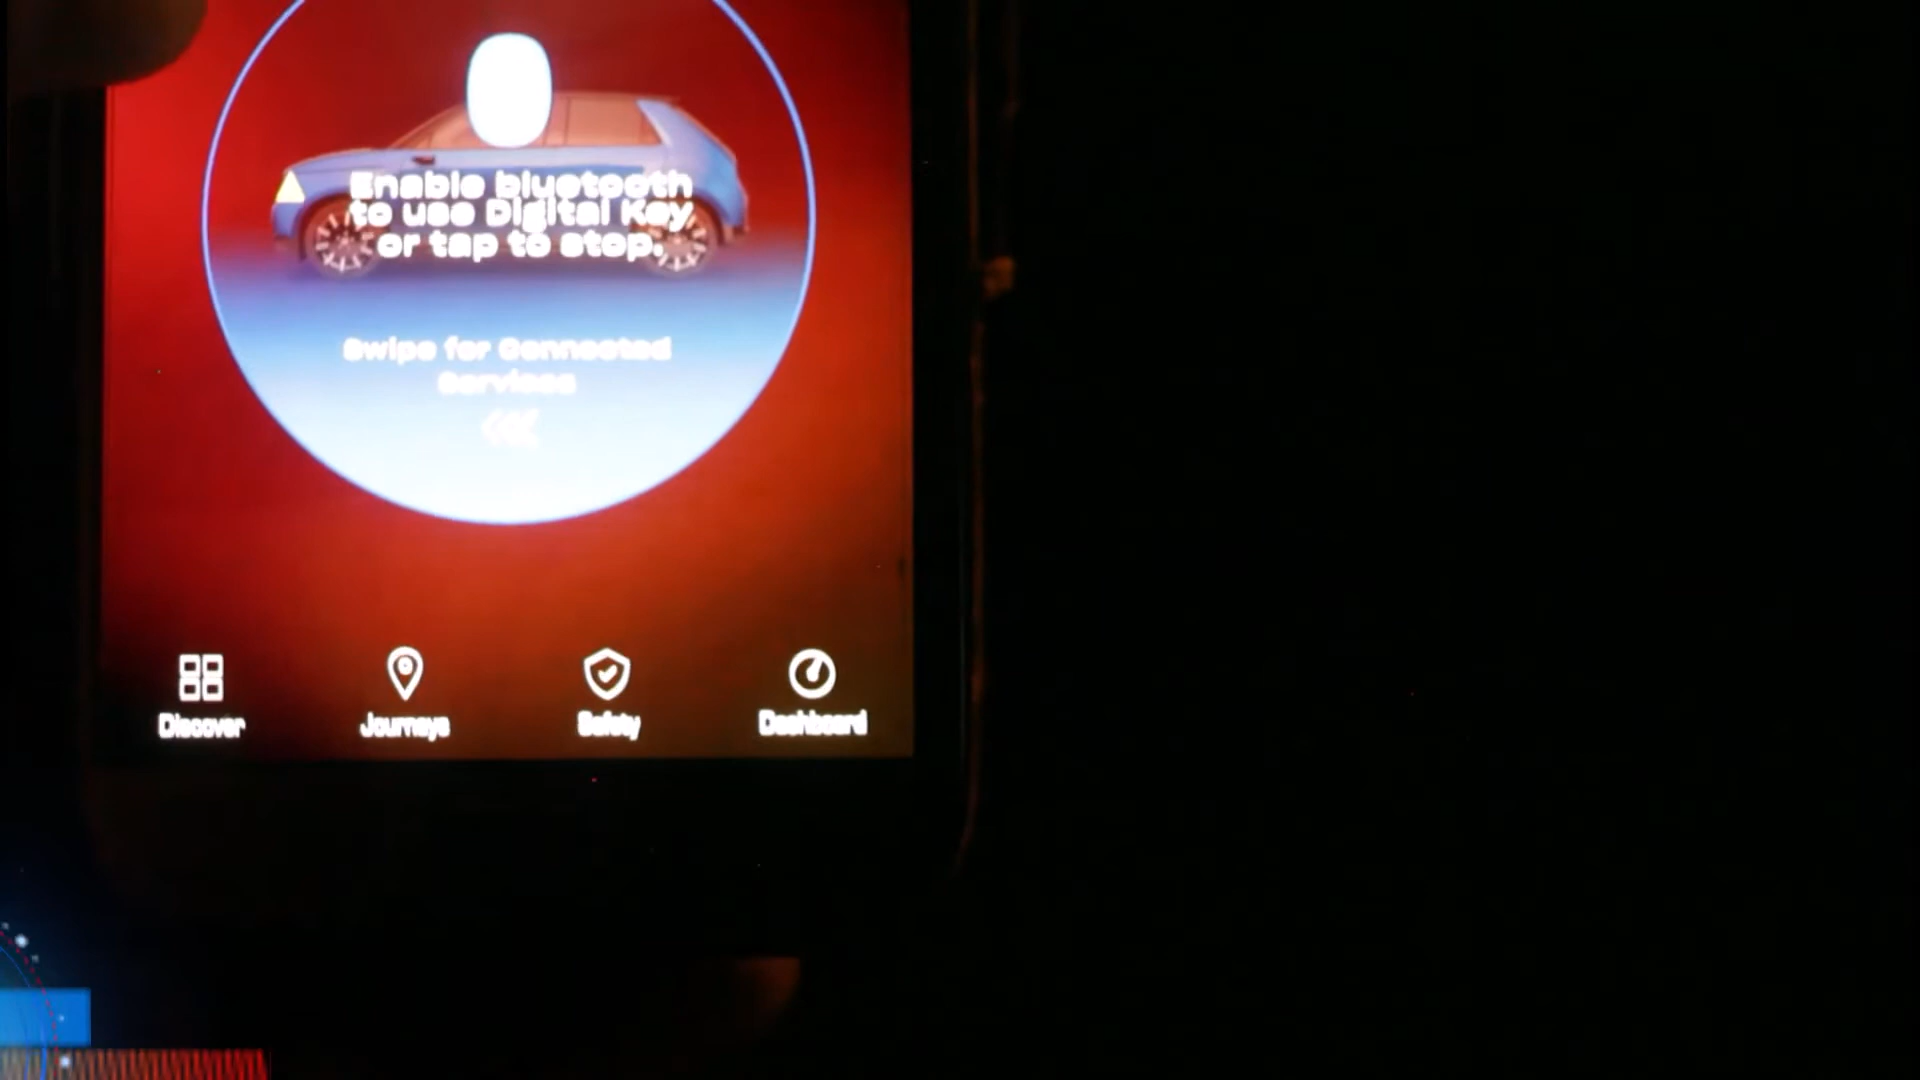 Enable bluetooth
to use Digital Key
or tap to stop.
Swipe for Connected
Services
Discover
Journeys
Safety
Dashboard